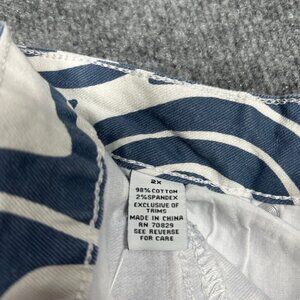 2X
98% COTTON
2% SPANDEX
EXCLUSIVE OF
TRIMS
MADE IN CHINA
RN 70829
SEE REVERSE
FOR CARE